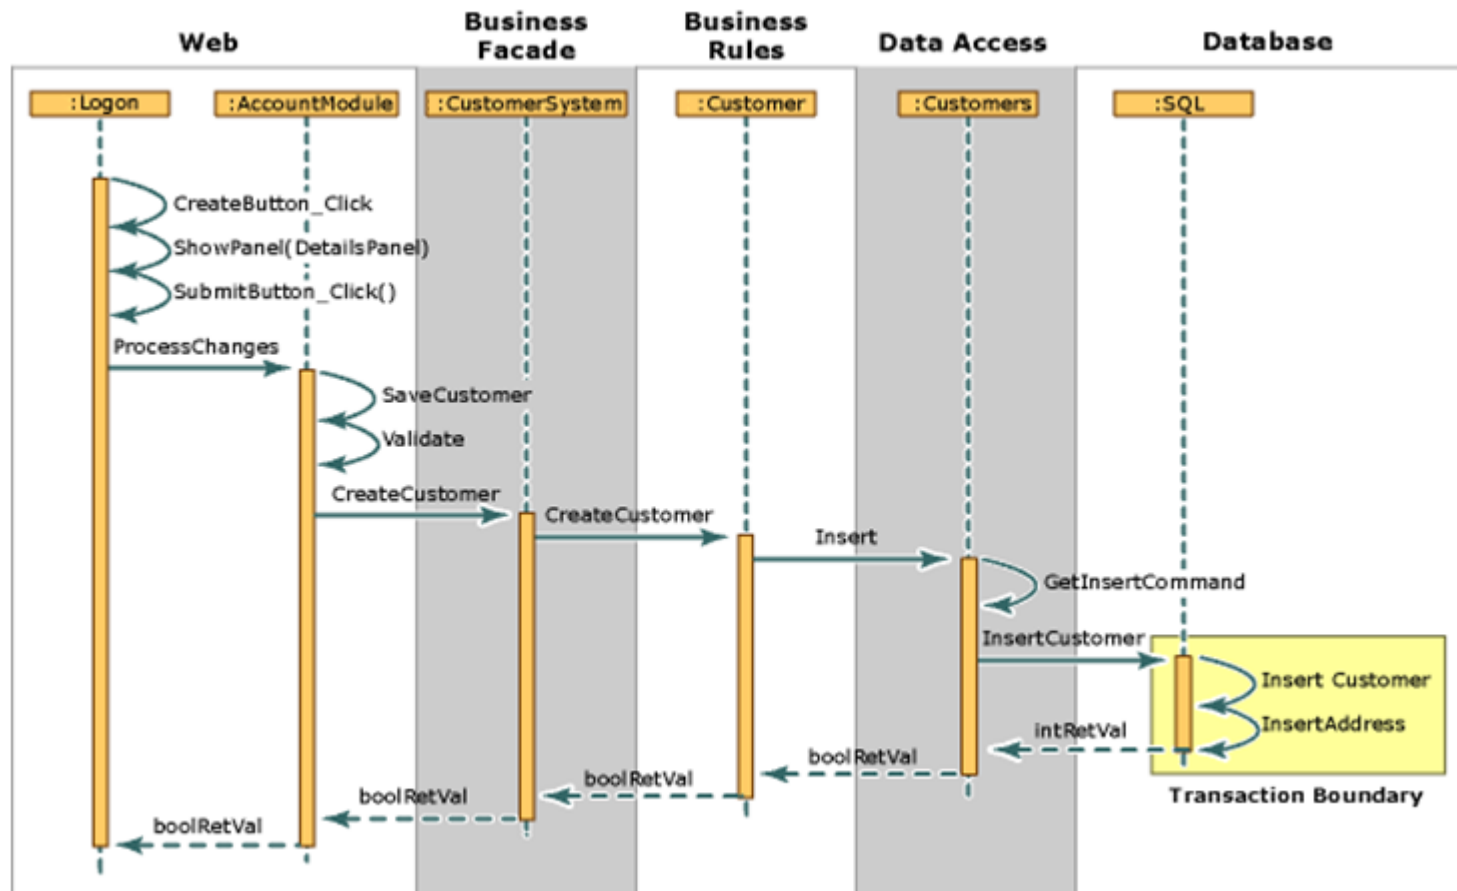 Web
Business
Facade
Business
Rules
Data Access
Database
:Logon
:AccountModule
:CustomerSystem
:Customer
:Customers
:SQL
CreateButton_Click
ShowPanel(DetailsPanel)
SubmitButton_Click()
ProcessChanges
SaveCustomer
Validate
CreateCustomer
CreateCustomer
Insert
GetInsertCommand
InsertCustomer
Insert Customer
InsertAddress
intRetVal
boolRetVal
boolRetVal
boolRetVal
boolRetVal
Transaction Boundary